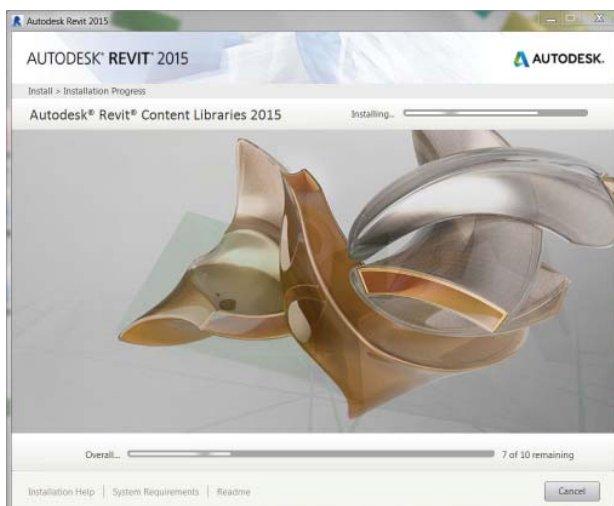 Autodesk Revit 2015
AUTODESK® REVIT® 2015
AUTODESK.
Install > Installation Progress
Autodesk® Revit® Content Libraries 2015
Installing...
Overall...
7 of 10 remaining
Installation Help | System Requirements | Readme
Cancel